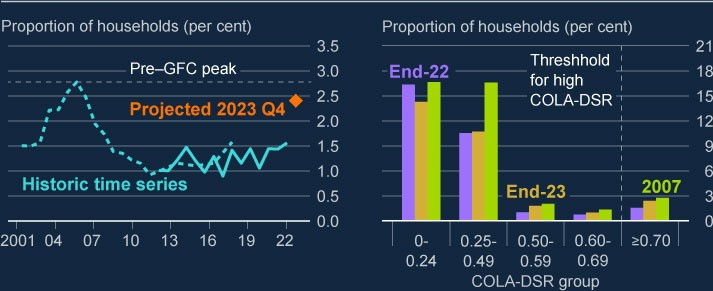 Proportion of households (per cent)
3.5
3.0
2.5
2.0
1.5
1.0
0.5
0.0
Pre–GFC peak
Projected 2023 Q4
Historic time series
2001 04 07 10 13 16 19 22
Proportion of households (per cent)
21
18
15
12
9
6
3
0
End-22
Threshhold
for high
COLA-DSR
End-23
2007
0-
0.24
0.25-
0.49
0.50-
0.59
0.60-
0.69
≥0.70
COLA-DSR group